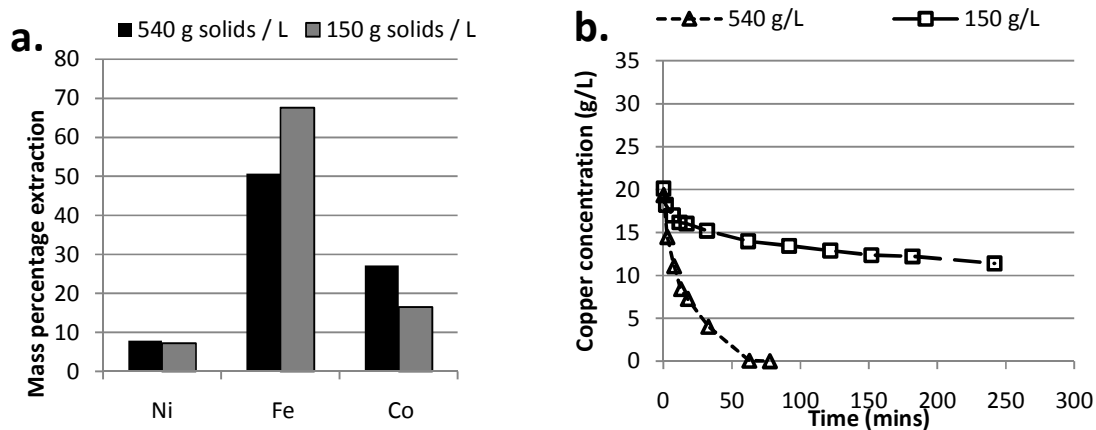 a.
540 g solids / L
150 g solids / L
Mass percentage extraction
80
70
60
50
40
30
20
10
0
Ni
Fe
Co
b.
540 g/L
150 g/L
Copper concentration (g/L)
35
30
25
20
15
10
5
0
0
50
100
150
200
250
300
Time (mins)